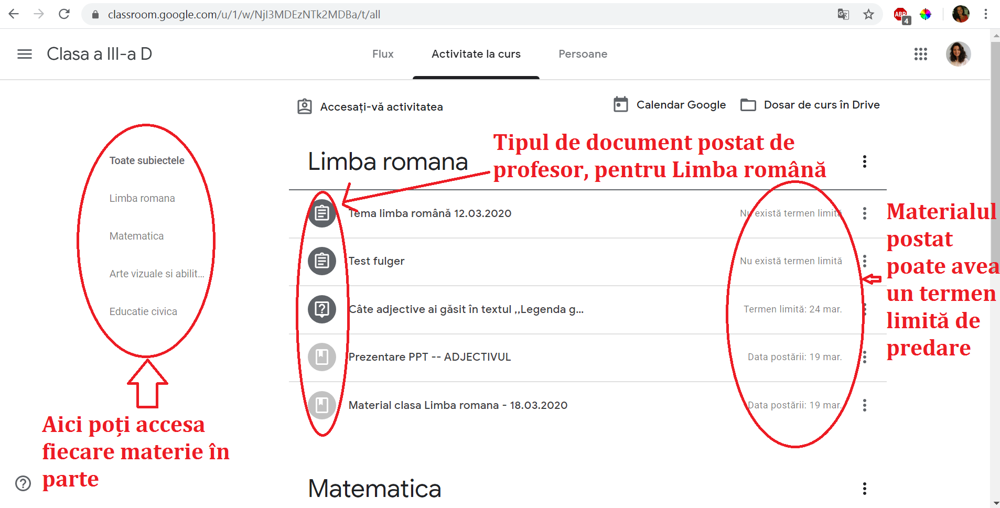 classroom.google.com/u/1/w/NjI3MDEzNTk2MDBa/t/all
ABP
4
Clasa a III-a D
Flux
Activitate la curs
Persoane
Accesați-vă activitatea
Calendar Google
Dosar de curs în Drive
Toate subiectele
Limba romana
Matematica
Arte vizuale si abilit...
Educatie civica
Aici poți accesa
fiecare materie în
parte
Limba romana
Tipul de document postat de
profesor, pentru Limba română
Tema limba română 12.03.2020
Nu există termen limită
Test fulger
Nu există termen limită
Câte adjective ai găsit în textul ,,Legenda g...
Termen limită: 24 mar.
Prezentare PPT -- ADJECTIVUL
Data postării: 19 mar.
Material clasa Limba romana - 18.03.2020
Data postării: 19 mar.
Materialul
postat
poate avea
un termen
limită de
predare
Matematica